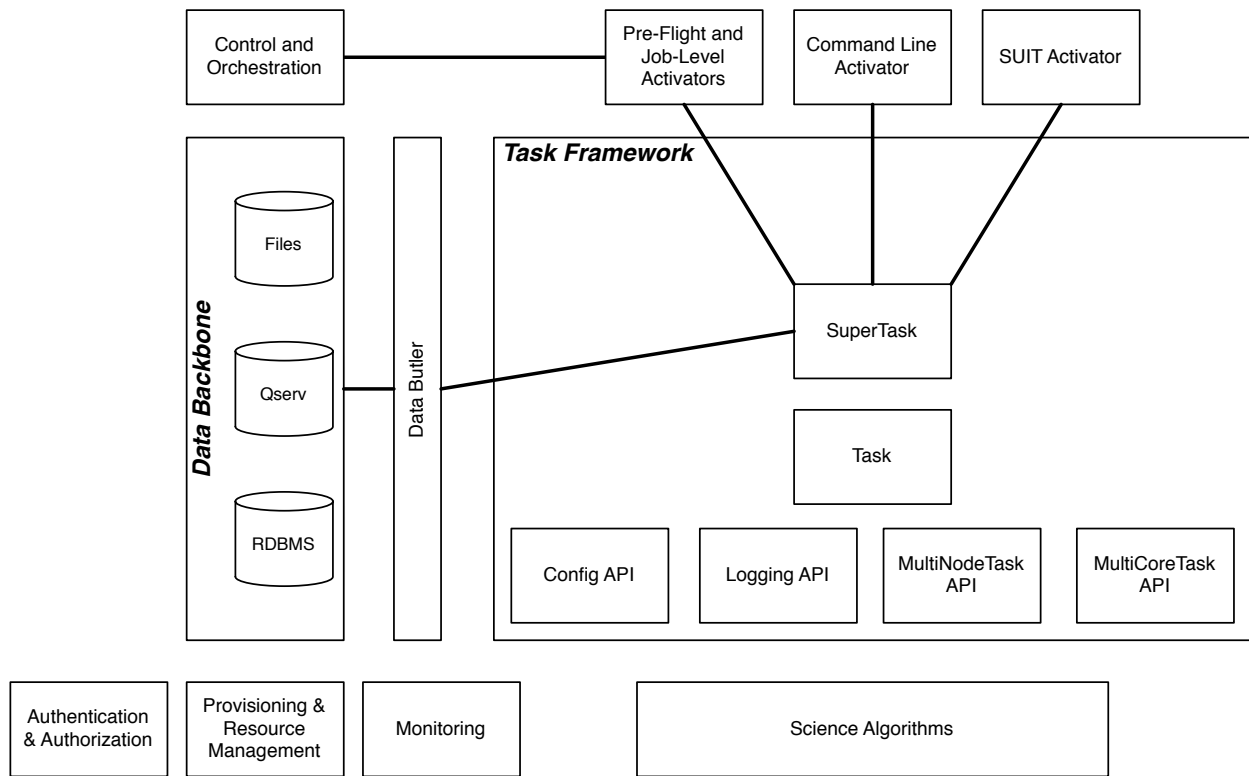 Control and
Orchestration
Pre-Flight and
Job-Level
Activators
Command Line
Activator
SUIT Activator
Task Framework
Data Backbone
Files
Qserv
RDBMS
Data Butler
SuperTask
Task
Config API
Logging API
MultiNodeTask
API
MultiCoreTask
API
Authentication
& Authorization
Provisioning &
Resource
Management
Monitoring
Science Algorithms